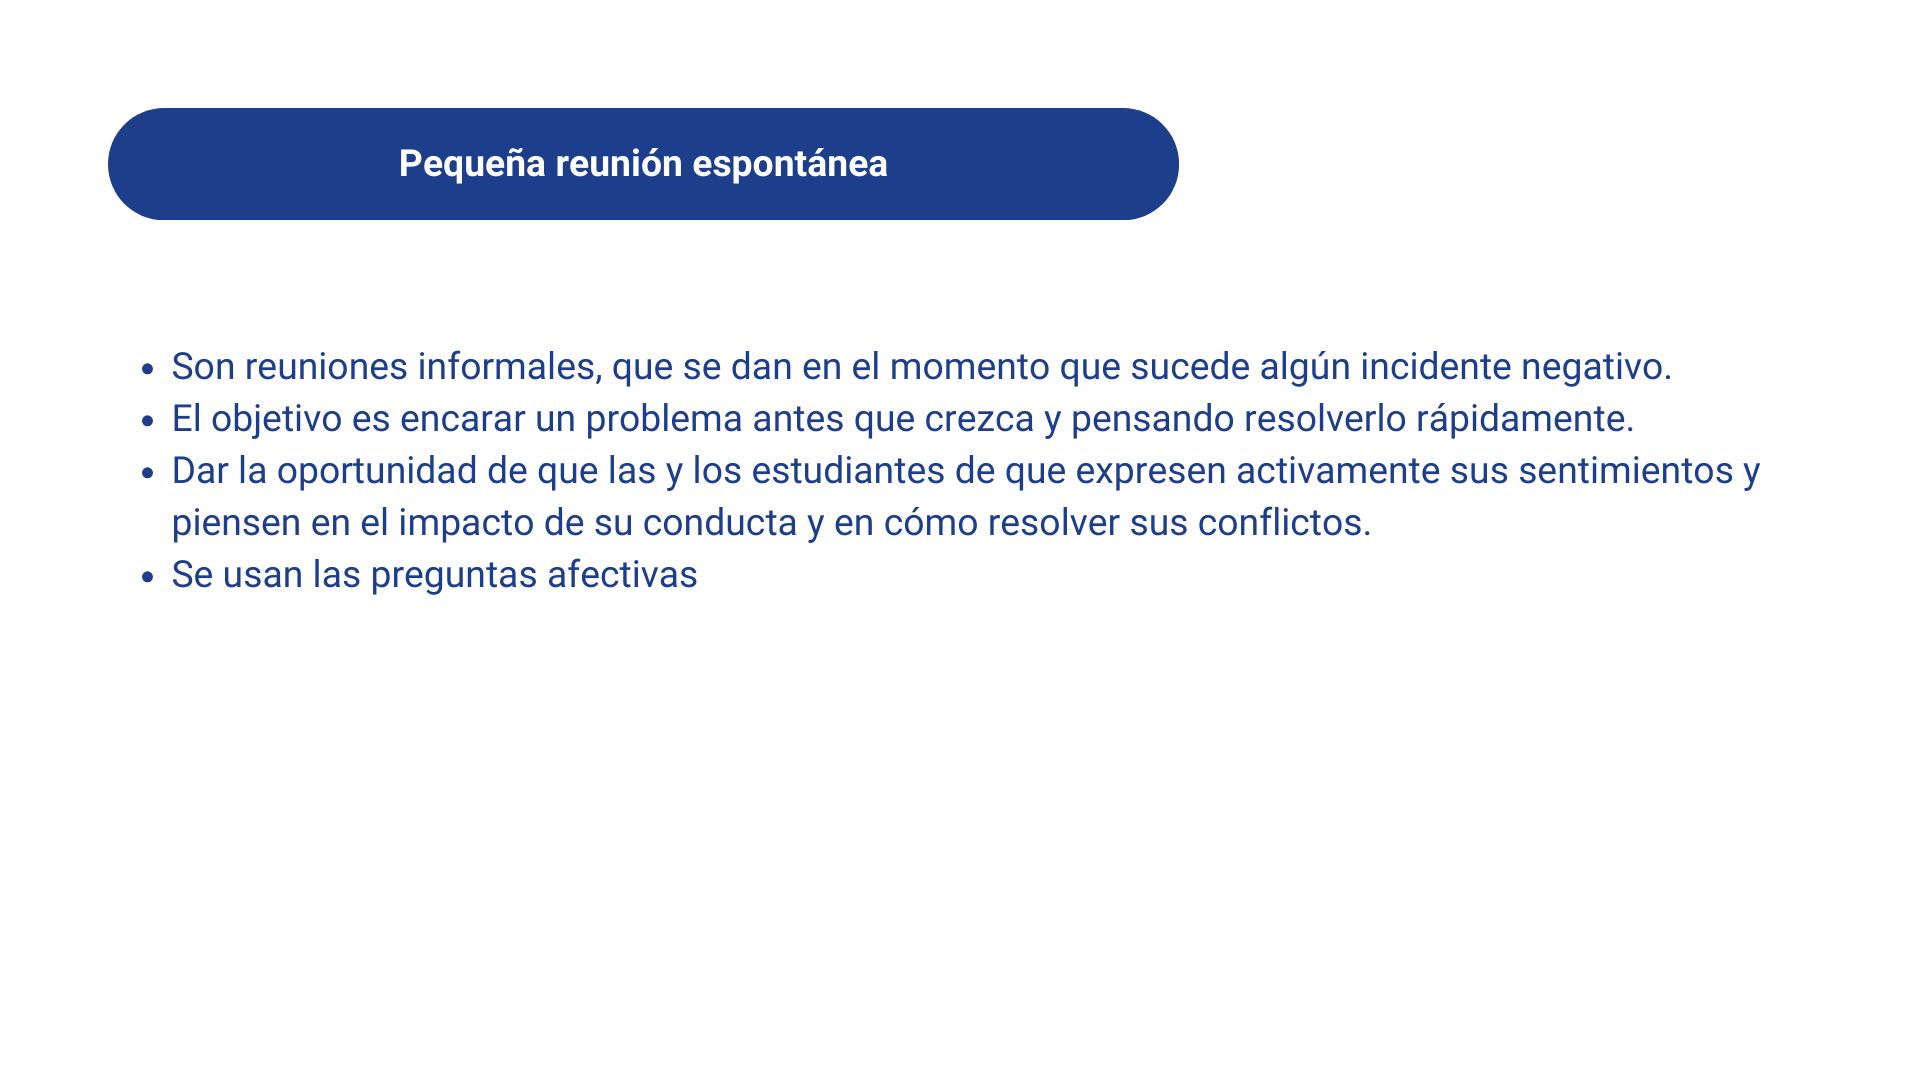 Pequeña reunión espontánea
• Son reuniones informales, que se dan en el momento que sucede algún incidente negativo.
• El objetivo es encarar un problema antes que crezca y pensando resolverlo rápidamente.
• Dar la oportunidad de que las y los estudiantes de que expresen activamente sus sentimientos y
piensen en el impacto de su conducta y en cómo resolver sus conflictos.
• Se usan las preguntas afectivas